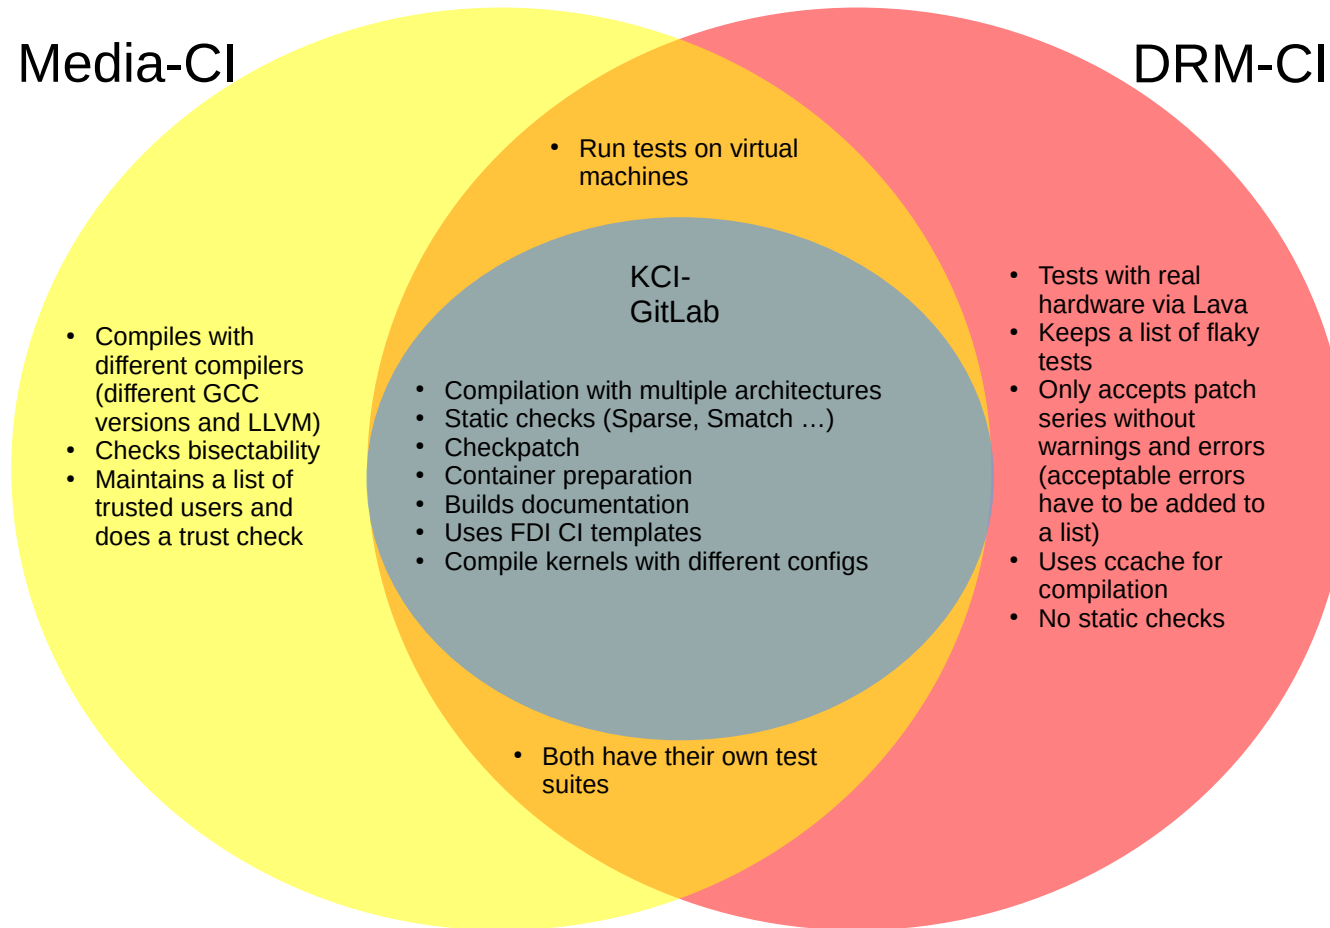 Media-CI
DRM-CI
• Run tests on virtual
machines
KCI-
GitLab
• Compiles with
different compilers
(different GCC
versions and LLVM)
• Checks bisectability
• Maintains a list of
trusted users and
does a trust check
• Compilation with multiple architectures
• Static checks (Sparse, Smatch …)
• Checkpatch
• Container preparation
• Builds documentation
• Uses FDI CI templates
• Compile kernels with different configs
• Tests with real
hardware via Lava
• Keeps a list of flaky
tests
• Only accepts patch
series without
warnings and errors
(acceptable errors
have to be added to
a list)
• Uses ccache for
compilation
• No static checks
• Both have their own test
suites